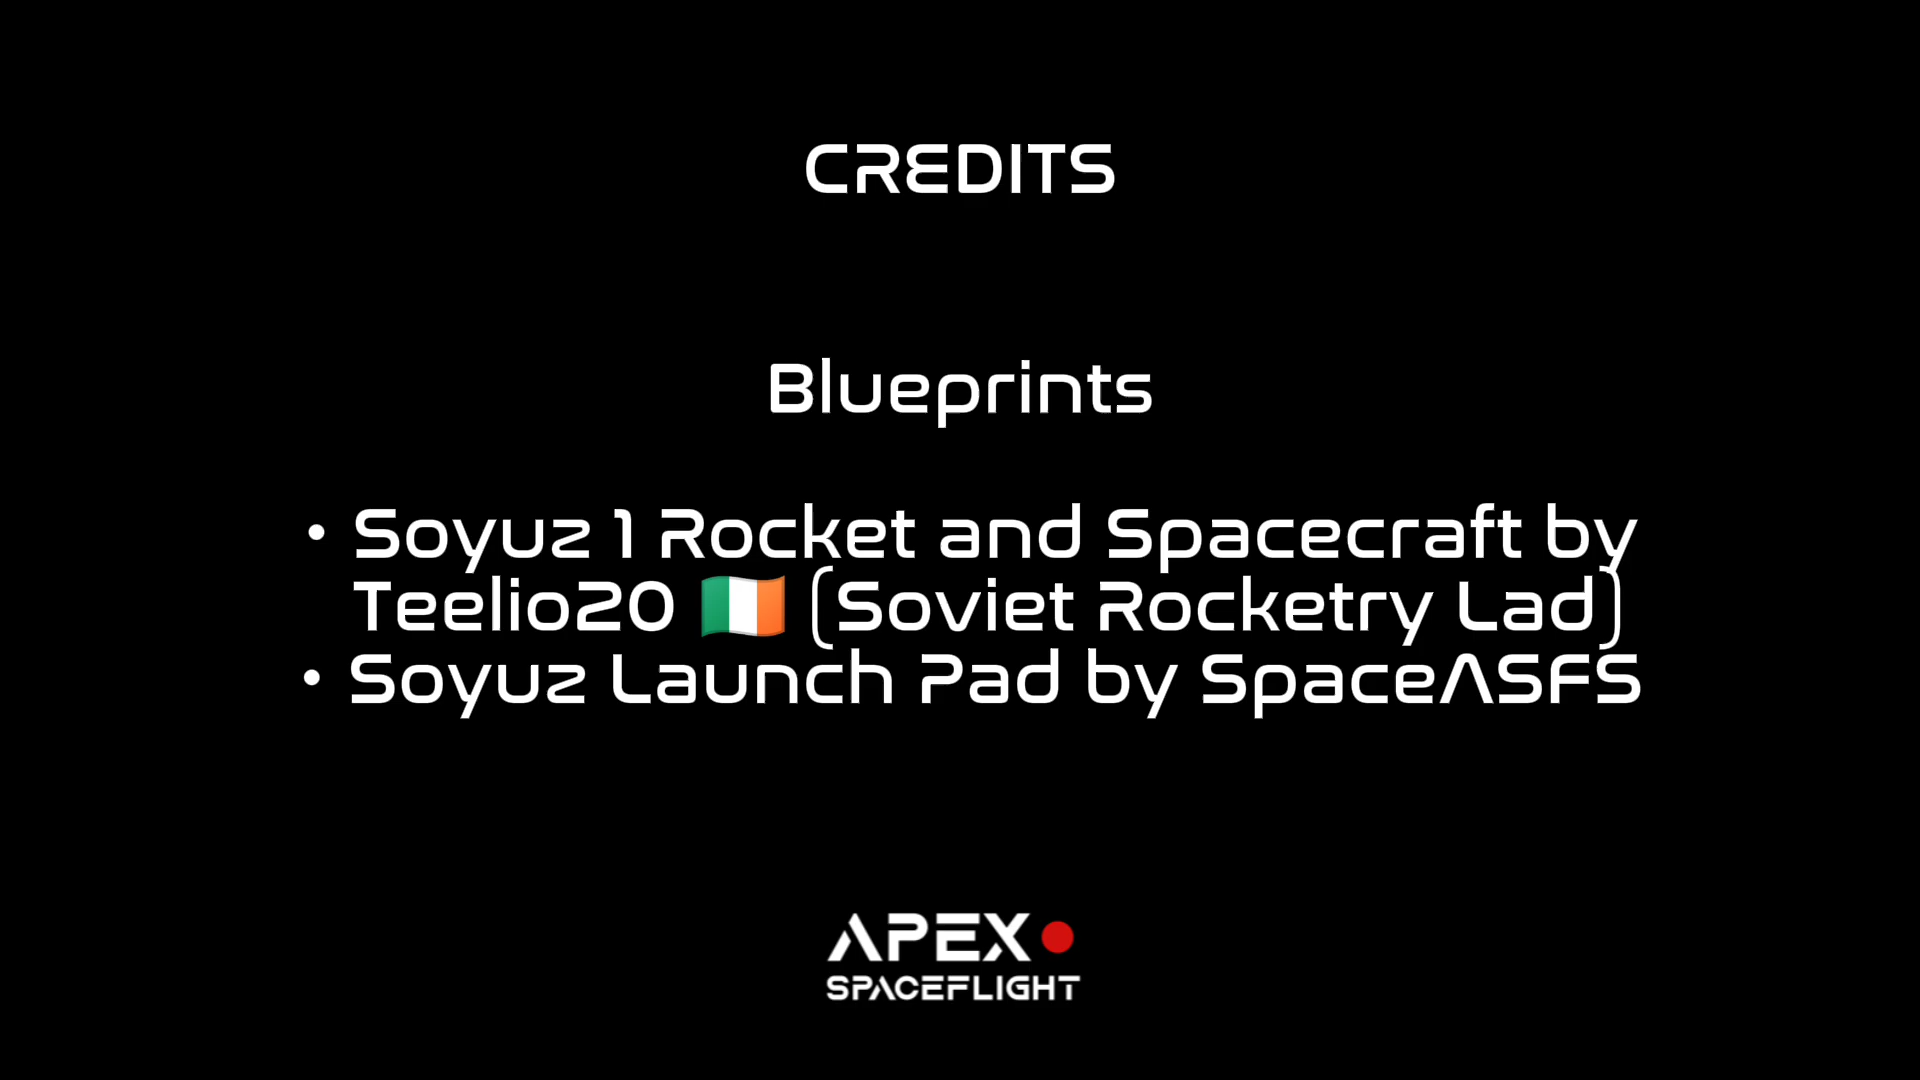 CREDITS
Blueprints
• Soyuz 1 Rocket and Spacecraft by
Teelio20 🇮🇪 (Soviet Rocketry Lad)
• Soyuz Launch Pad by SpaceASFS
APEX
SPACEFLIGHT